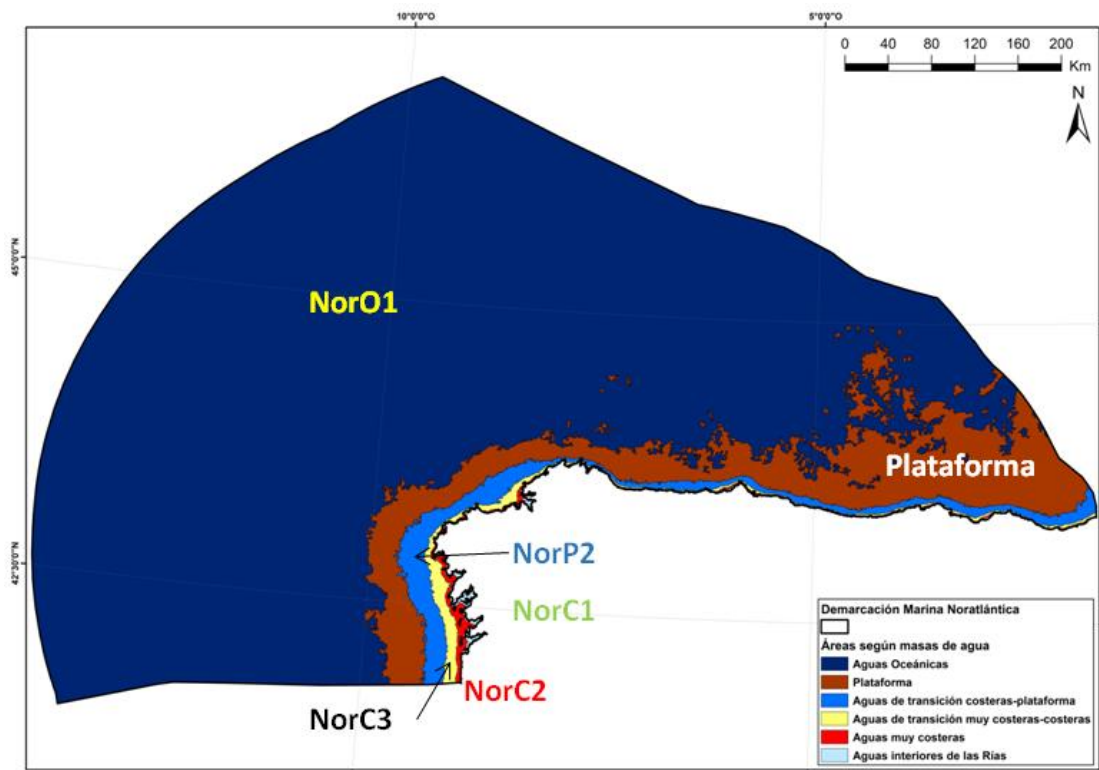 10°0'0"O
5°0'0"O
0 40 80 120 160 200
Km
N
45°0'0"N
NorO1
Plataforma
42°30'0"N
NorP2
NorC1
NorC2
NorC3
Demarcación Marina Noratlántica
Áreas según masas de agua
Aguas Oceánicas
Plataforma
Aguas de transición costeras-plataforma
Aguas de transición muy costeras-costeras
Aguas muy costeras
Aguas interiores de las Rías